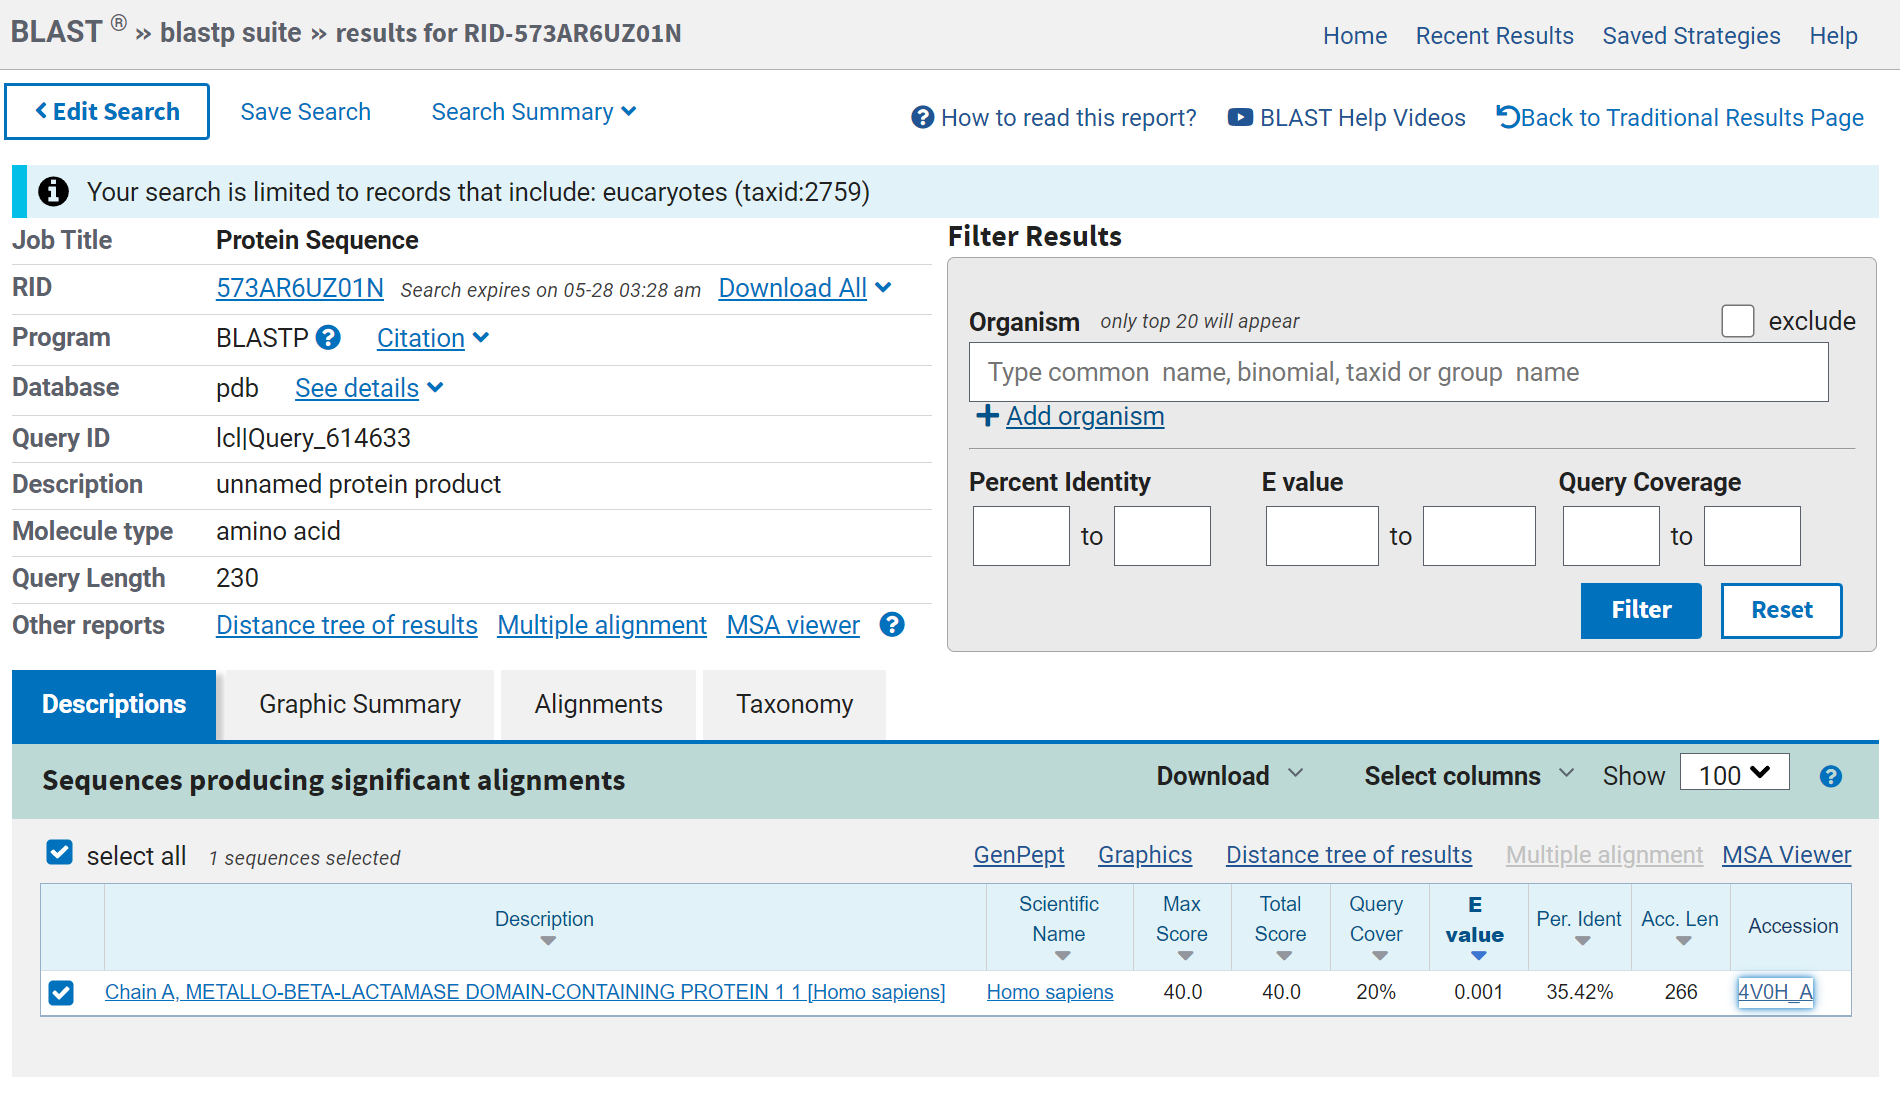 BLAST ® » blastp suite » results for RID-573AR6UZ01N
Home Recent Results Saved Strategies Help
Edit Search Save Search Search Summary
How to read this report? BLAST Help Videos Back to Traditional Results Page
Your search is limited to records that include: eucaryotes (taxid:2759)
Job Title Protein Sequence
RID 573AR6UZ01N Search expires on 05-28 03:28 am Download All
Program BLASTP Citation
Database pdb See details
Query ID lcl|Query_614633
Description unnamed protein product
Molecule type amino acid
Query Length 230
Other reports Distance tree of results Multiple alignment MSA viewer
Filter Results
Organism only top 20 will appear exclude
Type common name, binomial, taxid or group name
Add organism
Percent Identity E value Query Coverage
to to to
Filter Reset
Descriptions Graphic Summary Alignments Taxonomy
Sequences producing significant alignments Download Select columns Show 100
select all 1 sequences selected GenPept Graphics Distance tree of results Multiple alignment MSA Viewer
Description Scientific Name Max Score Total Score Query Cover E value Per. Ident Acc. Len Accession
Chain A, METALLO-BETA-LACTAMASE DOMAIN-CONTAINING PROTEIN 1 1 [Homo sapiens] Homo sapiens 40.0 40.0 20% 0.001 35.42% 266 4V0H_A